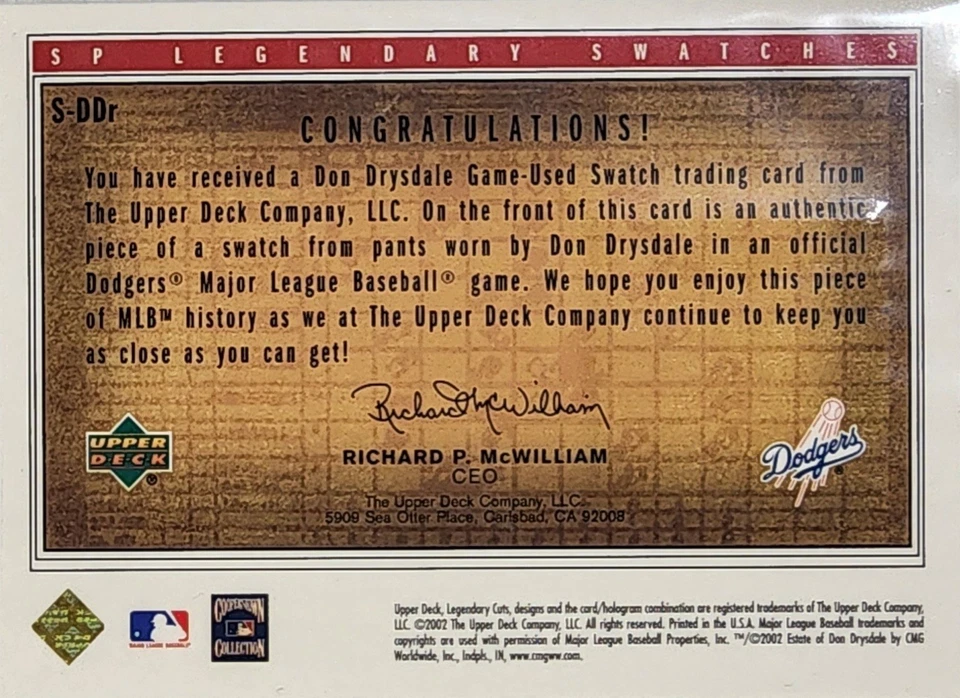 SP LEGENDARY SWATCHES
S-DDr
CONGRATULATIONS!
You have received a Don Drysdale Game-Used Swatch trading card from
The Upper Deck Company, LLC. On the front of this card is an authentic
piece of a swatch from pants worn by Don Drysdale in an official
Dodgers® Major League Baseball® game. We hope you enjoy this piece
of MLB™ history as we at The Upper Deck Company continue to keep you
as close as you can get!
Richard P. McWilliam
UPPER
DECK®
RICHARD P. McWILLIAM
CEO
Dodgers®
The Upper Deck Company, LLC.
5909 Sea Otter Place, Carlsbad, CA 92008
COOPERSTOWN
COLLECTION
Upper Deck, Legendary Cuts, designs and the card/hologram combination are registered trademarks of The Upper Deck Company,
LLC. ©2002 The Upper Deck Company, LLC. All rights reserved. Printed in the U.S.A. Major League Baseball trademarks and
copyrights are used with permission of Major League Baseball Properties, Inc. ™/©2002 Estate of Don Drysdale by CMG
Worldwide, Inc., Indpls., IN, www.cmgww.com.